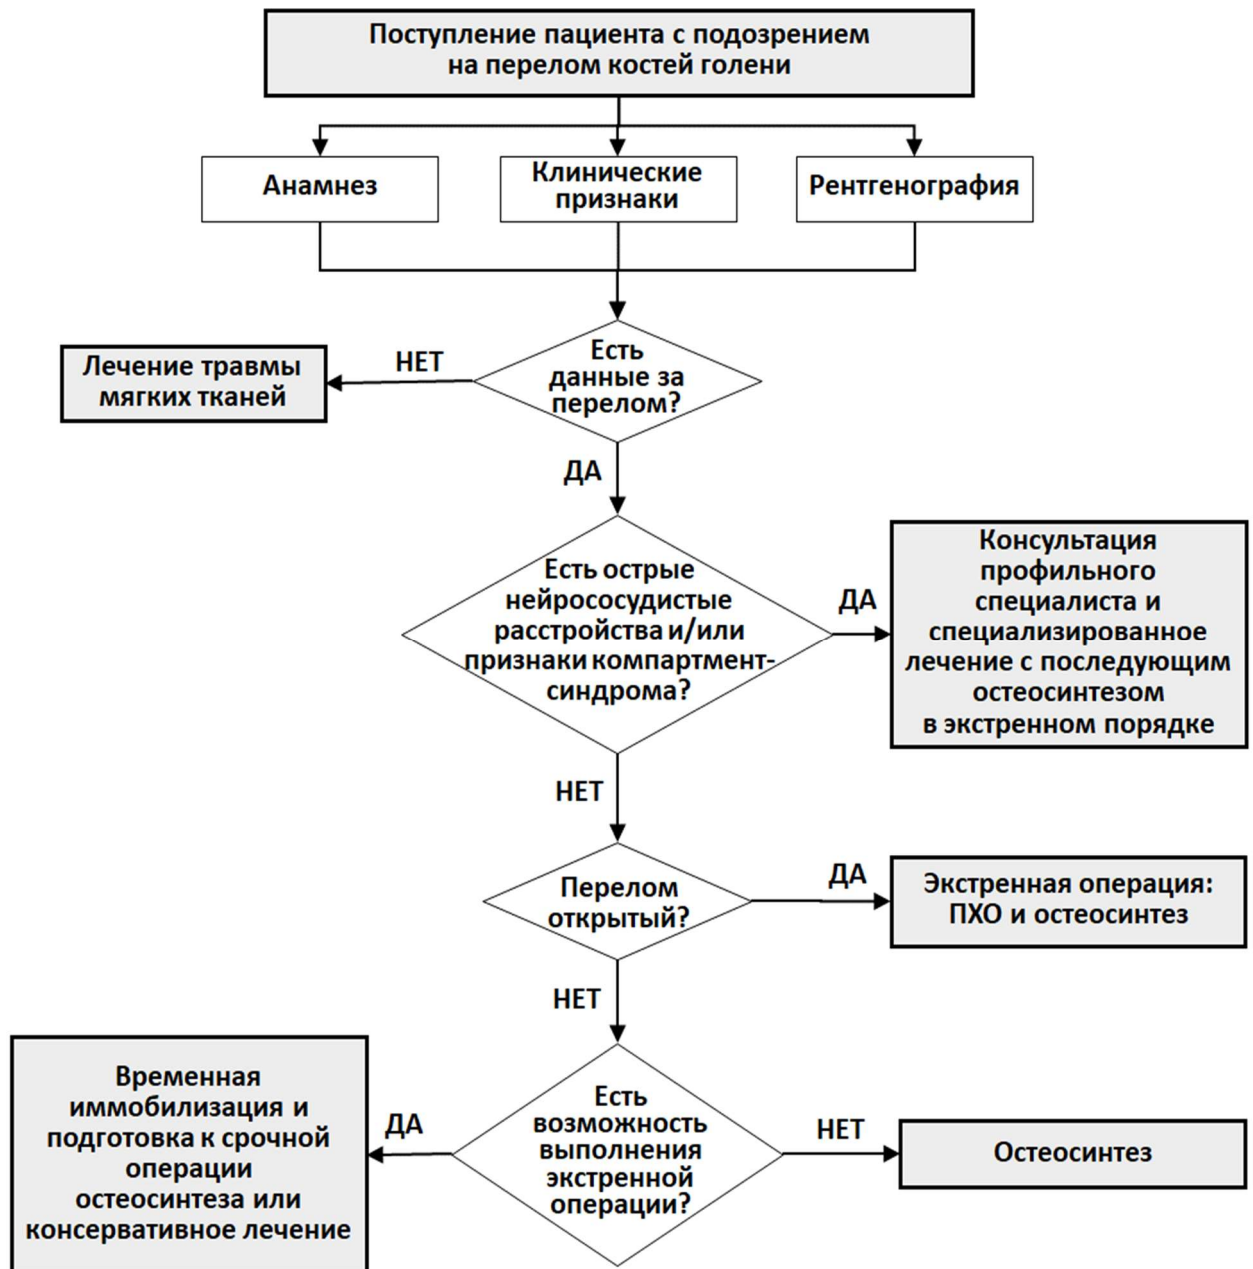 Поступление пациента с подозрением
на перелом костей голени
Анамнез
Клинические
признаки
Рентгенография
Есть
данные за
перелом?
НЕТ
Лечение травмы
мягких тканей
ДА
Есть острые
нейрососудистые
расстройства и/или
признаки компартмент-
синдрома?
ДА
Консультация
профильного
специалиста и
специализированное
лечение с последующим
остеосинтезом
в экстренном порядке
НЕТ
Перелом
открытый?
ДА
Экстренная операция:
ПХО и остеосинтез
НЕТ
Есть
возможность
выполнения
экстренной
операции?
ДА
Временная
иммобилизация и
подготовка к срочной
операции
остеосинтеза или
консервативное лечение
НЕТ
Остеосинтез